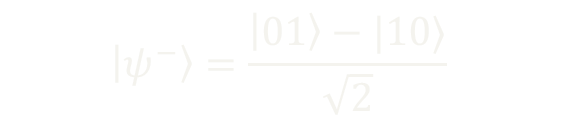 |ψ⁻⟩ = (|01⟩ − |10⟩)/√2